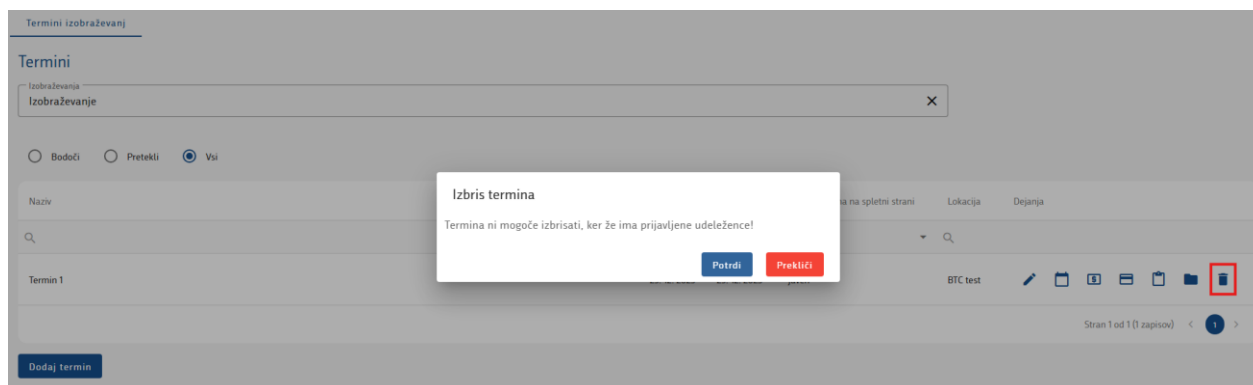 Termini izobraževanj
Termini
Izobraževanja
Izobraževanje
Bodoči Pretekli Vsi
Izbris termina
Naziv na spletni strani Lokacija Dejanja
Termina ni mogoče izbrisati, ker že ima prijavljene udeležence!
Potrdi Prekliči
Termin 1 BTC test
Stran 1 od 1 (1 zapisov) 1
Dodaj termin